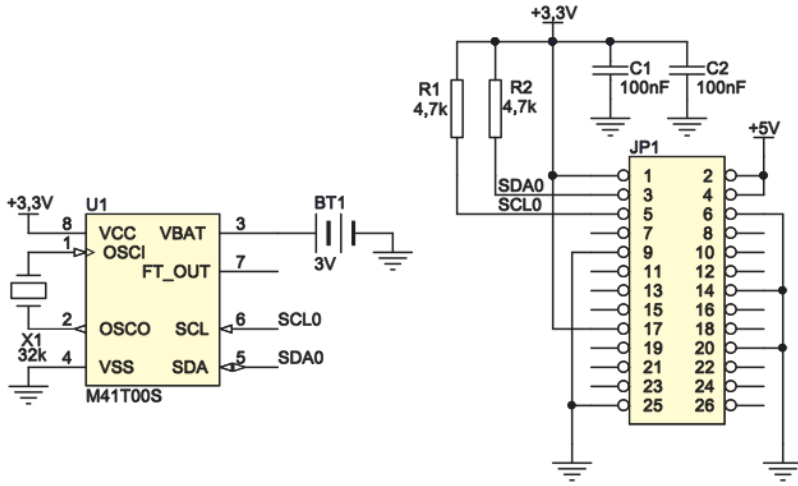 +3,3V
R1
4,7k
R2
4,7k
C1
100nF
C2
100nF
+5V
JP1
SDA0
SCL0
1 2
3 4
5 6
7 8
9 10
11 12
13 14
15 16
17 18
19 20
21 22
23 24
25 26
+3,3V
U1
8 VCC VBAT 3
1 OSCI
FT_OUT 7
2 OSCO SCL 6 SCL0
4 VSS SDA 5 SDA0
M41T00S
X1
32k
BT1
3V